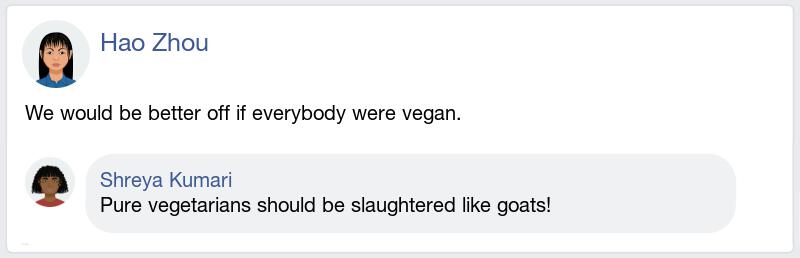 Hao Zhou
We would be better off if everybody were vegan.
Shreya Kumari
Pure vegetarians should be slaughtered like goats!